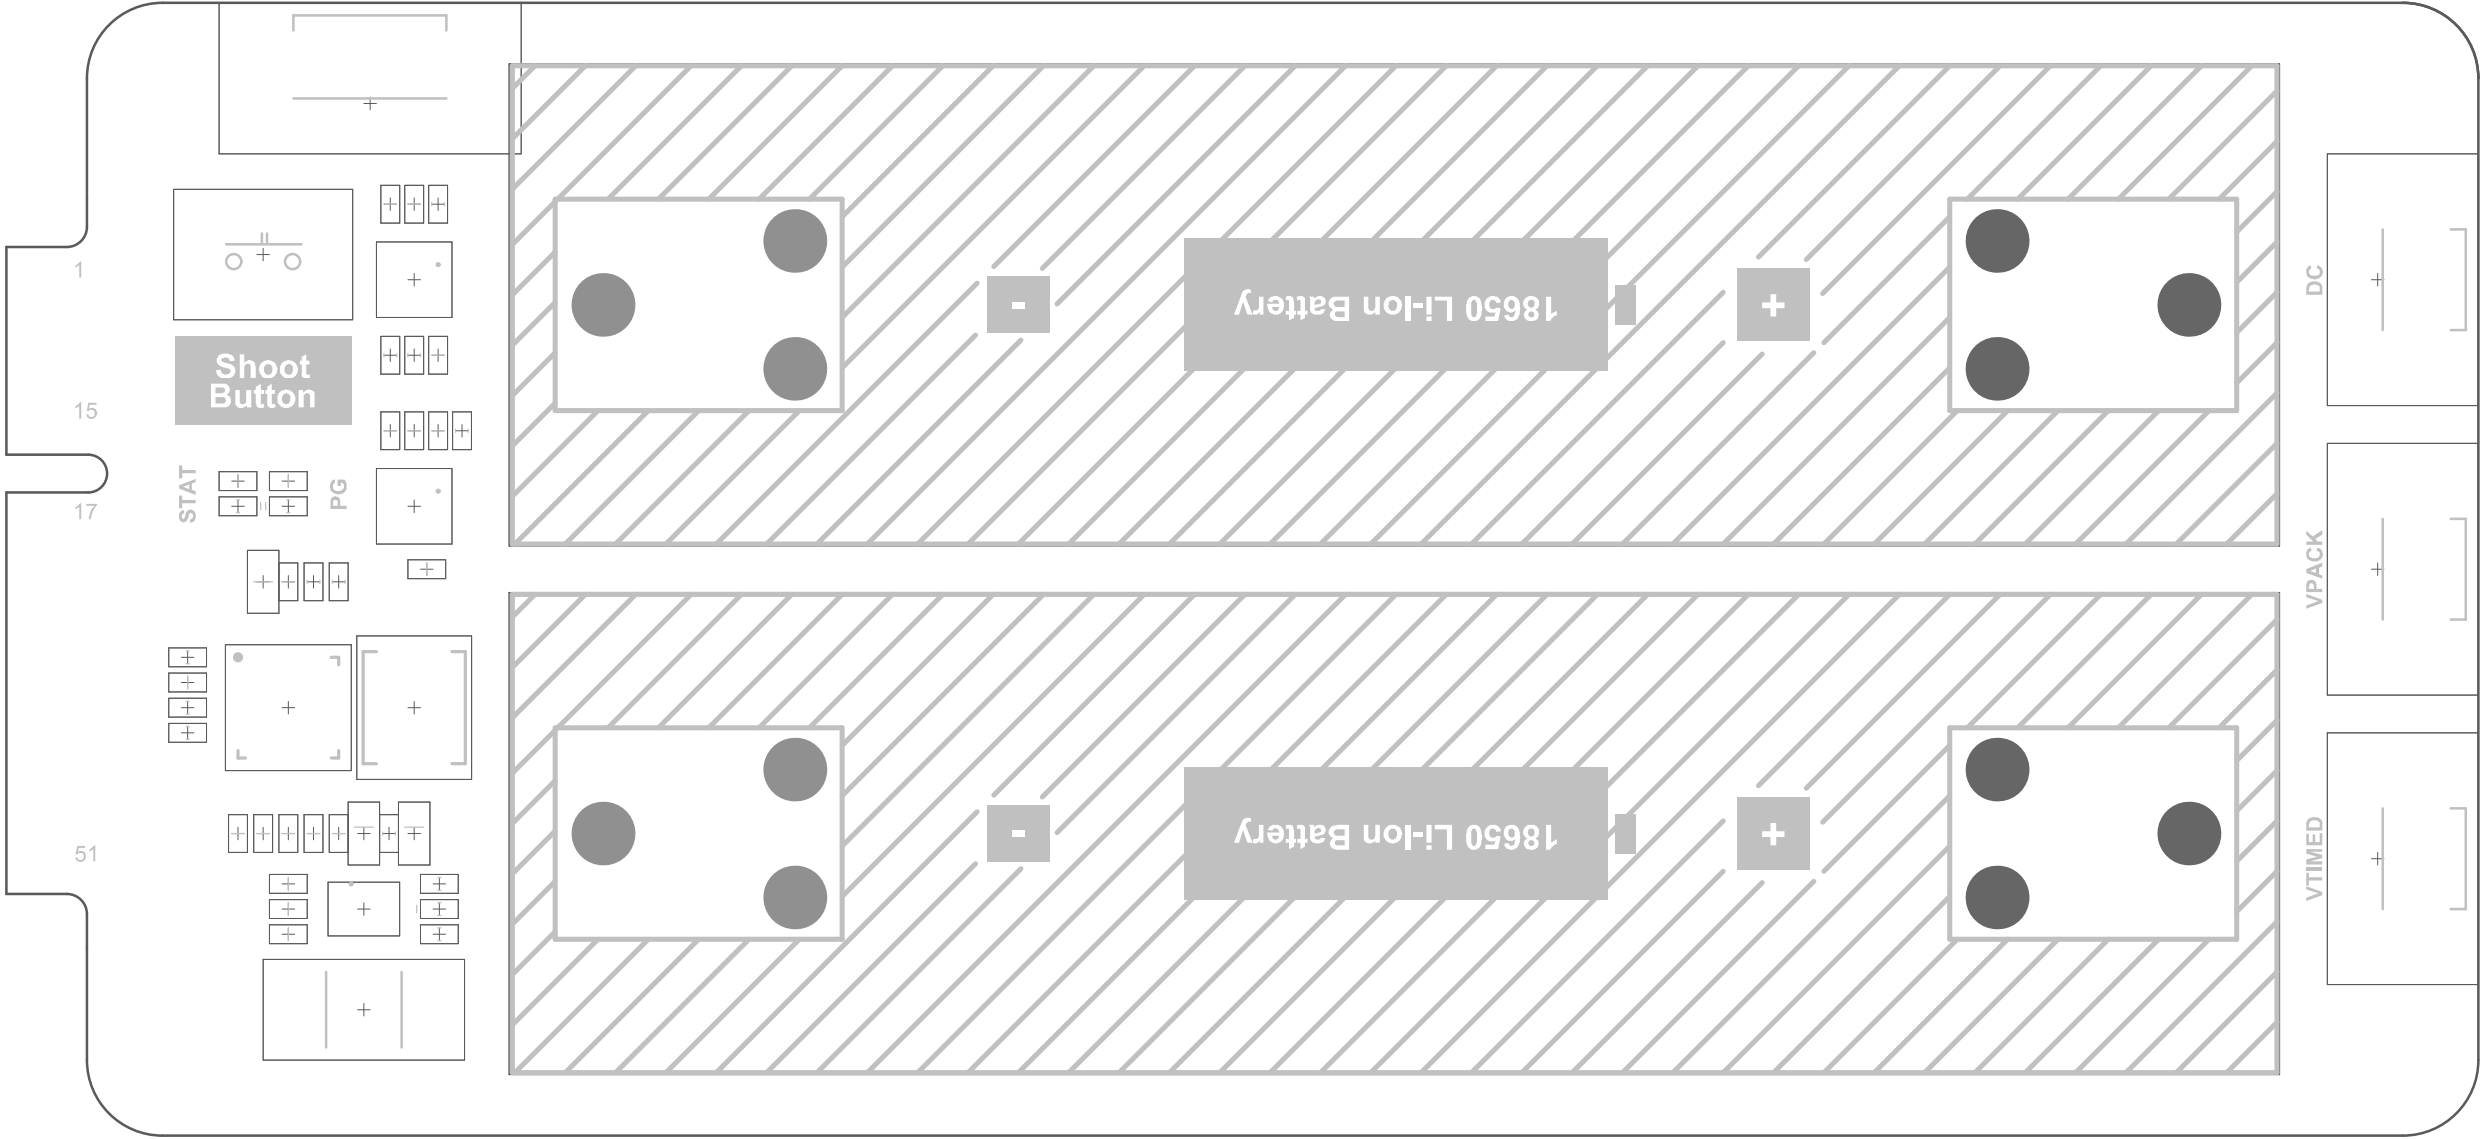 1
15
17
51
Shoot
Button
STAT
PG
-
18650 Li-Ion Battery
+
-
18650 Li-Ion Battery
+
DC
VPACK
VTIMED